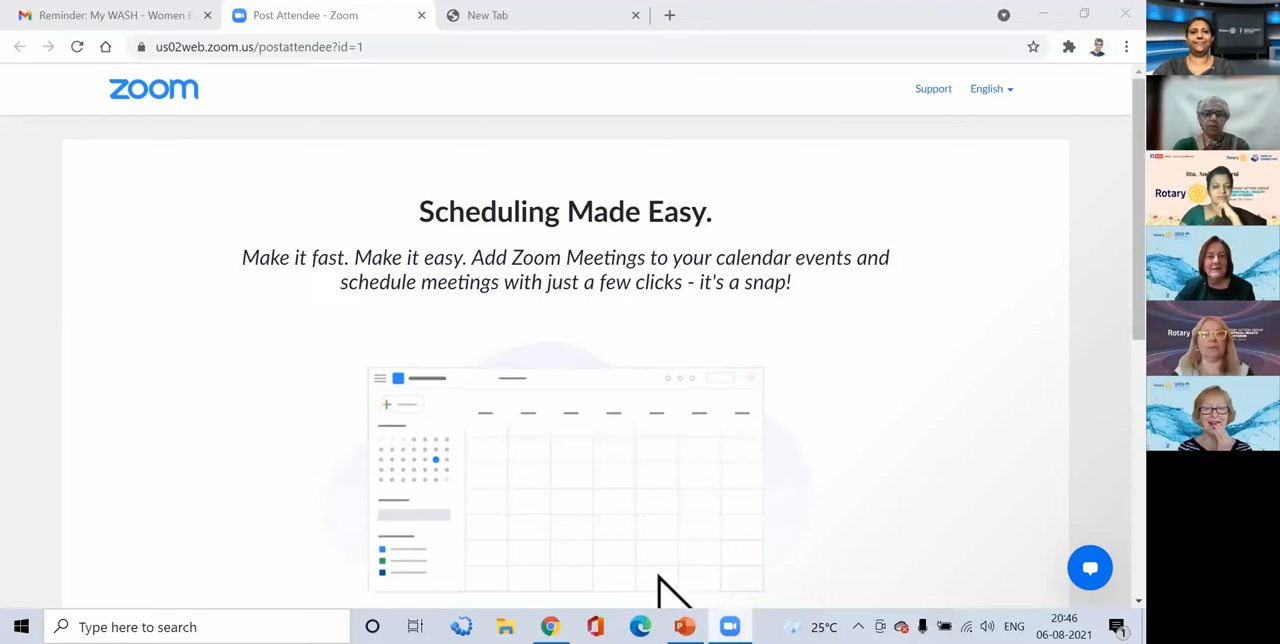 Reminder: My WASH - Women E
Post Attendee - Zoom
New Tab
us02web.zoom.us/postattendee?id=1
zoom
Support
English
Scheduling Made Easy.
Make it fast. Make it easy. Add Zoom Meetings to your calendar events and
schedule meetings with just a few clicks - it's a snap!
Rotary
Rotary
Type here to search
25°C
ENG
20:46
06-08-2021
1